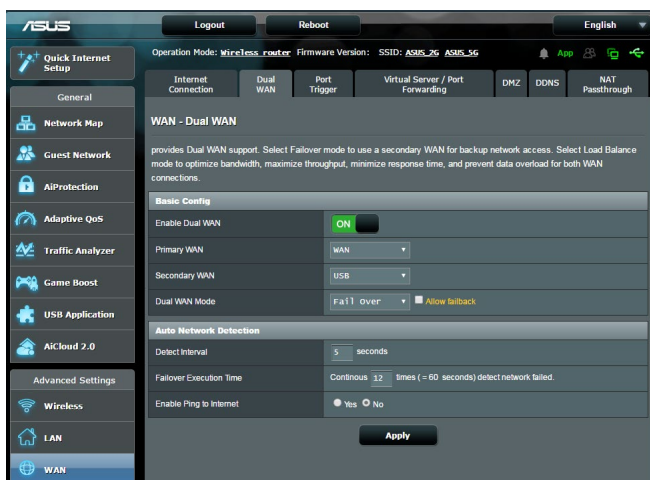 ASUS
Logout
Reboot
English
Quick Internet Setup
Operation Mode: Wireless router Firmware Version: SSID: ASUS_2G ASUS_5G
App
Internet Connection
Dual WAN
Port Trigger
Virtual Server / Port Forwarding
DMZ
DDNS
NAT Passthrough
General
Network Map
Guest Network
AiProtection
Adaptive QoS
Traffic Analyzer
Game Boost
USB Application
AiCloud 2.0
Advanced Settings
Wireless
LAN
WAN
WAN - Dual WAN
provides Dual WAN support. Select Failover mode to use a secondary WAN for backup network access. Select Load Balance
mode to optimize bandwidth, maximize throughput, minimize response time, and prevent data overload for both WAN
connections.
Basic Config
Enable Dual WAN ON
Primary WAN WAN
Secondary WAN USB
Dual WAN Mode Fail Over Allow failback
Auto Network Detection
Detect Interval 5 seconds
Failover Execution Time Continous 12 times ( = 60 seconds) detect network failed.
Enable Ping to Internet Yes No
Apply